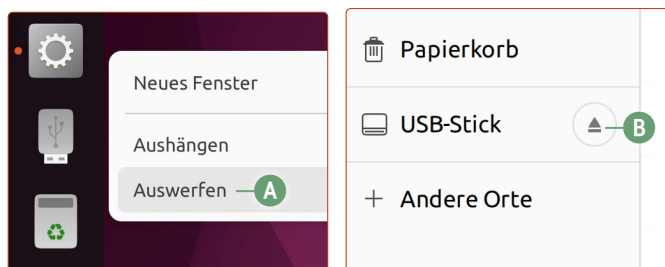 Neues Fenster
Aushängen
Auswerfen A
Papierkorb
USB-Stick B
Andere Orte